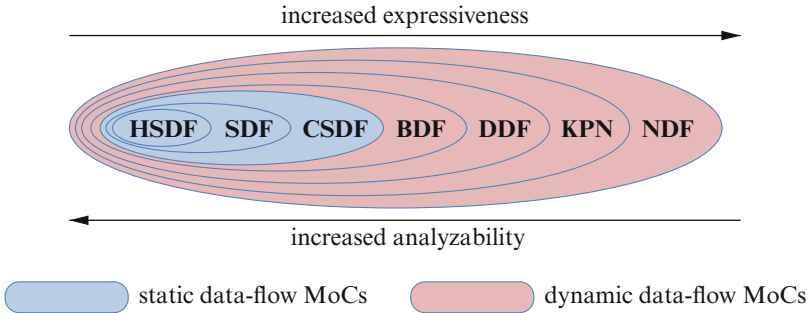 increased expressiveness
HSDF SDF CSDF BDF DDF KPN NDF
increased analyzability
static data-flow MoCs dynamic data-flow MoCs